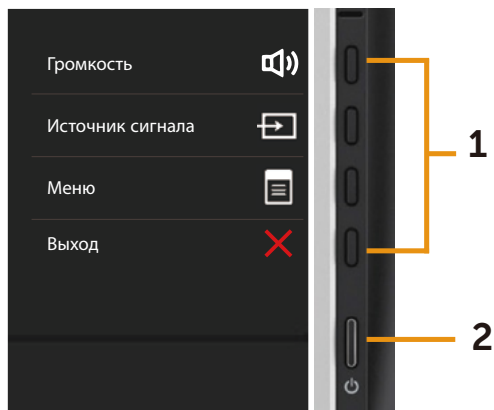 Громкость
Источник сигнала
Меню
Выход
1
2